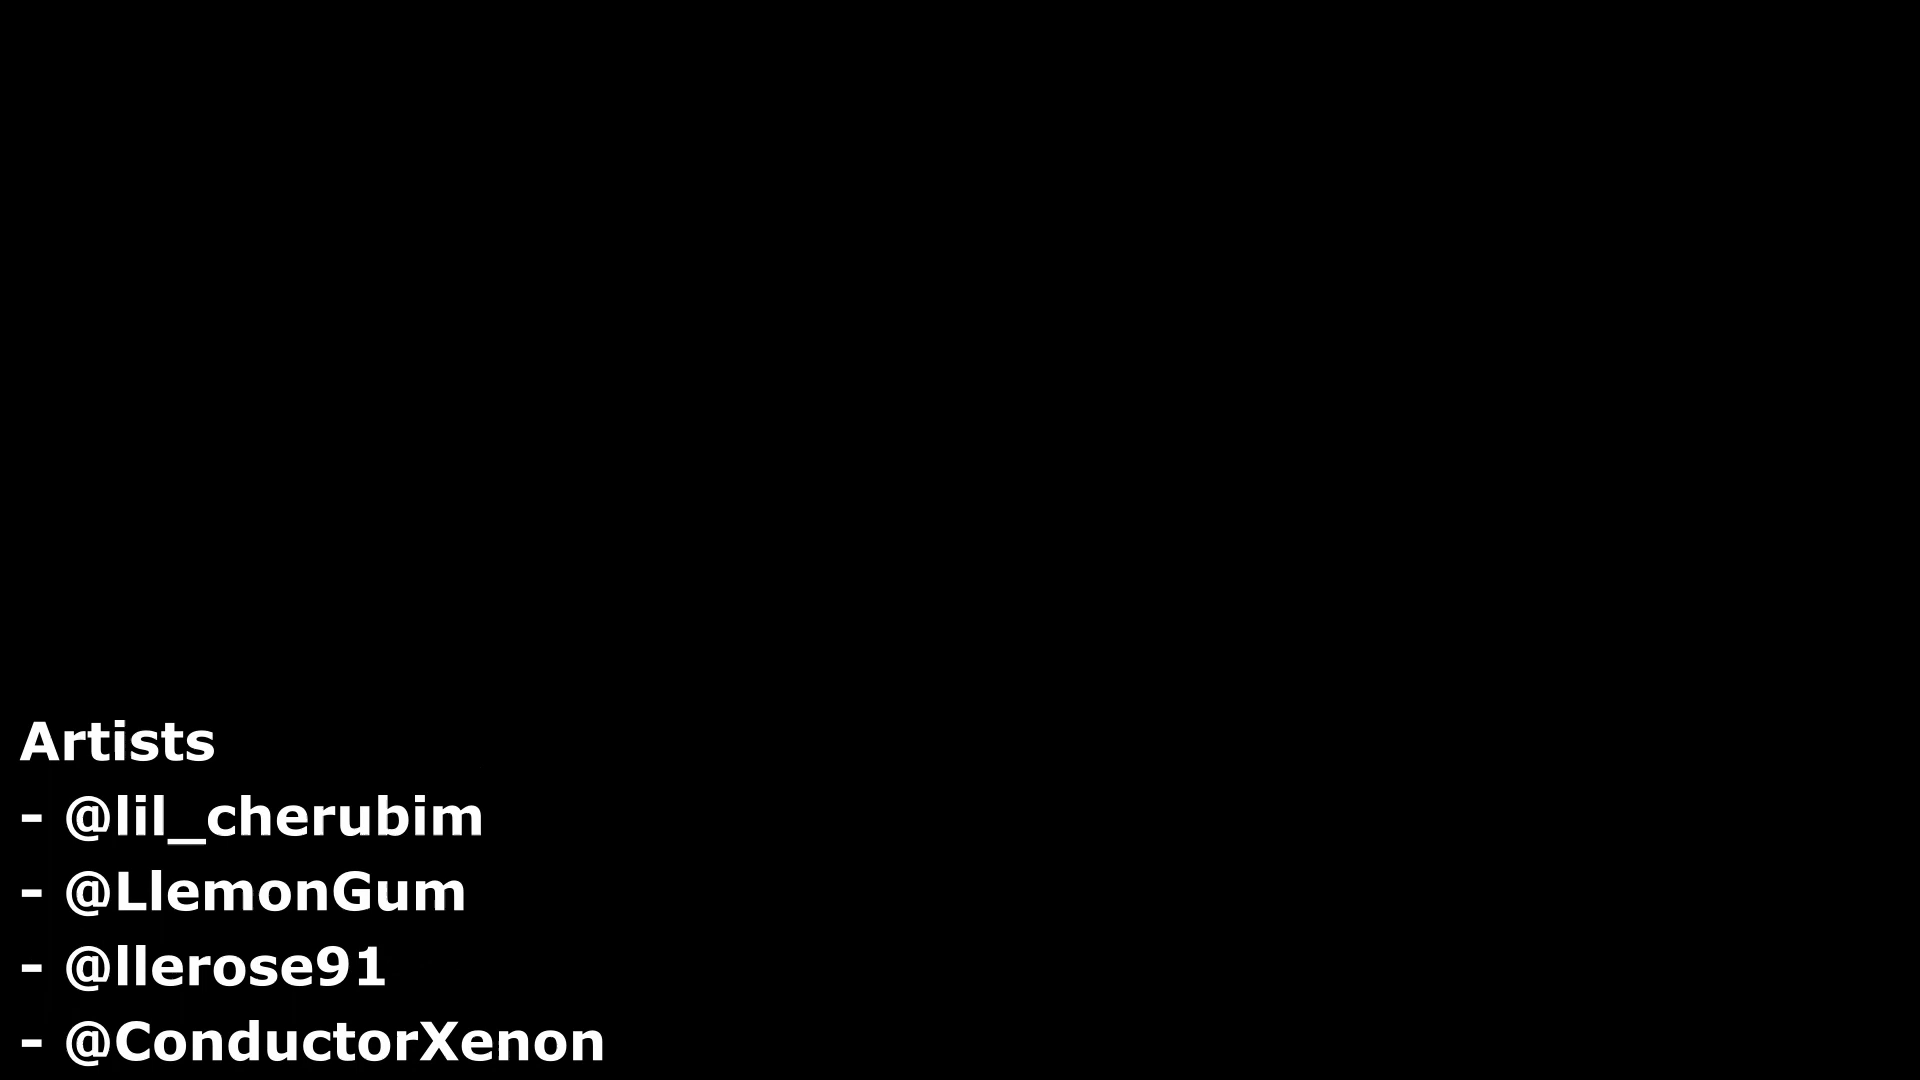 Artists
- @lil_cherubim
- @LlemonGum
- @llerose91
- @ConductorXenon